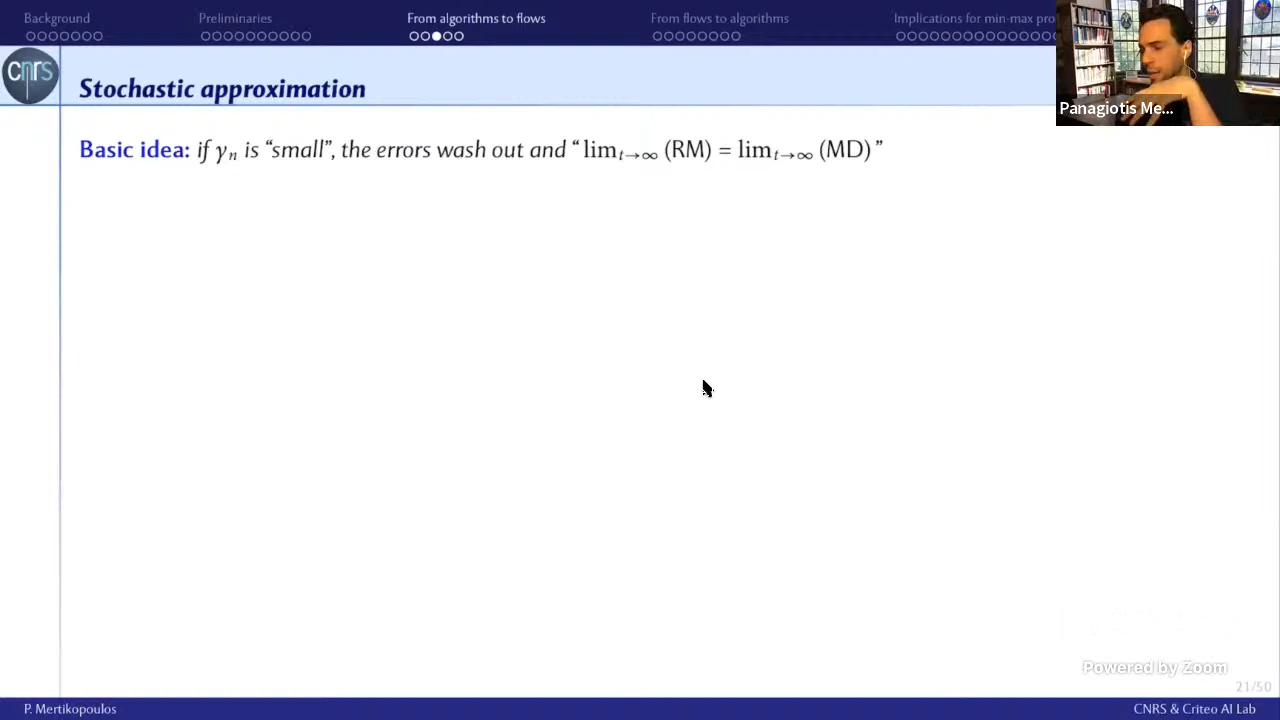 Background
Preliminaries
From algorithms to flows
From flows to algorithms
Implications for min-max pro
cnrs
Stochastic approximation
Panagiotis Me...
Basic idea: if γn is “small”, the errors wash out and “ limt→∞ (RM) = limt→∞ (MD) ”
Powered by Zoom
21/50
P. Mertikopoulos
CNRS & Criteo AI Lab